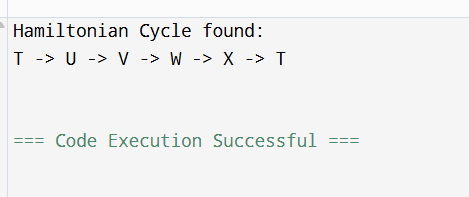 Hamiltonian Cycle found:
T -> U -> V -> W -> X -> T
=== Code Execution Successful ===